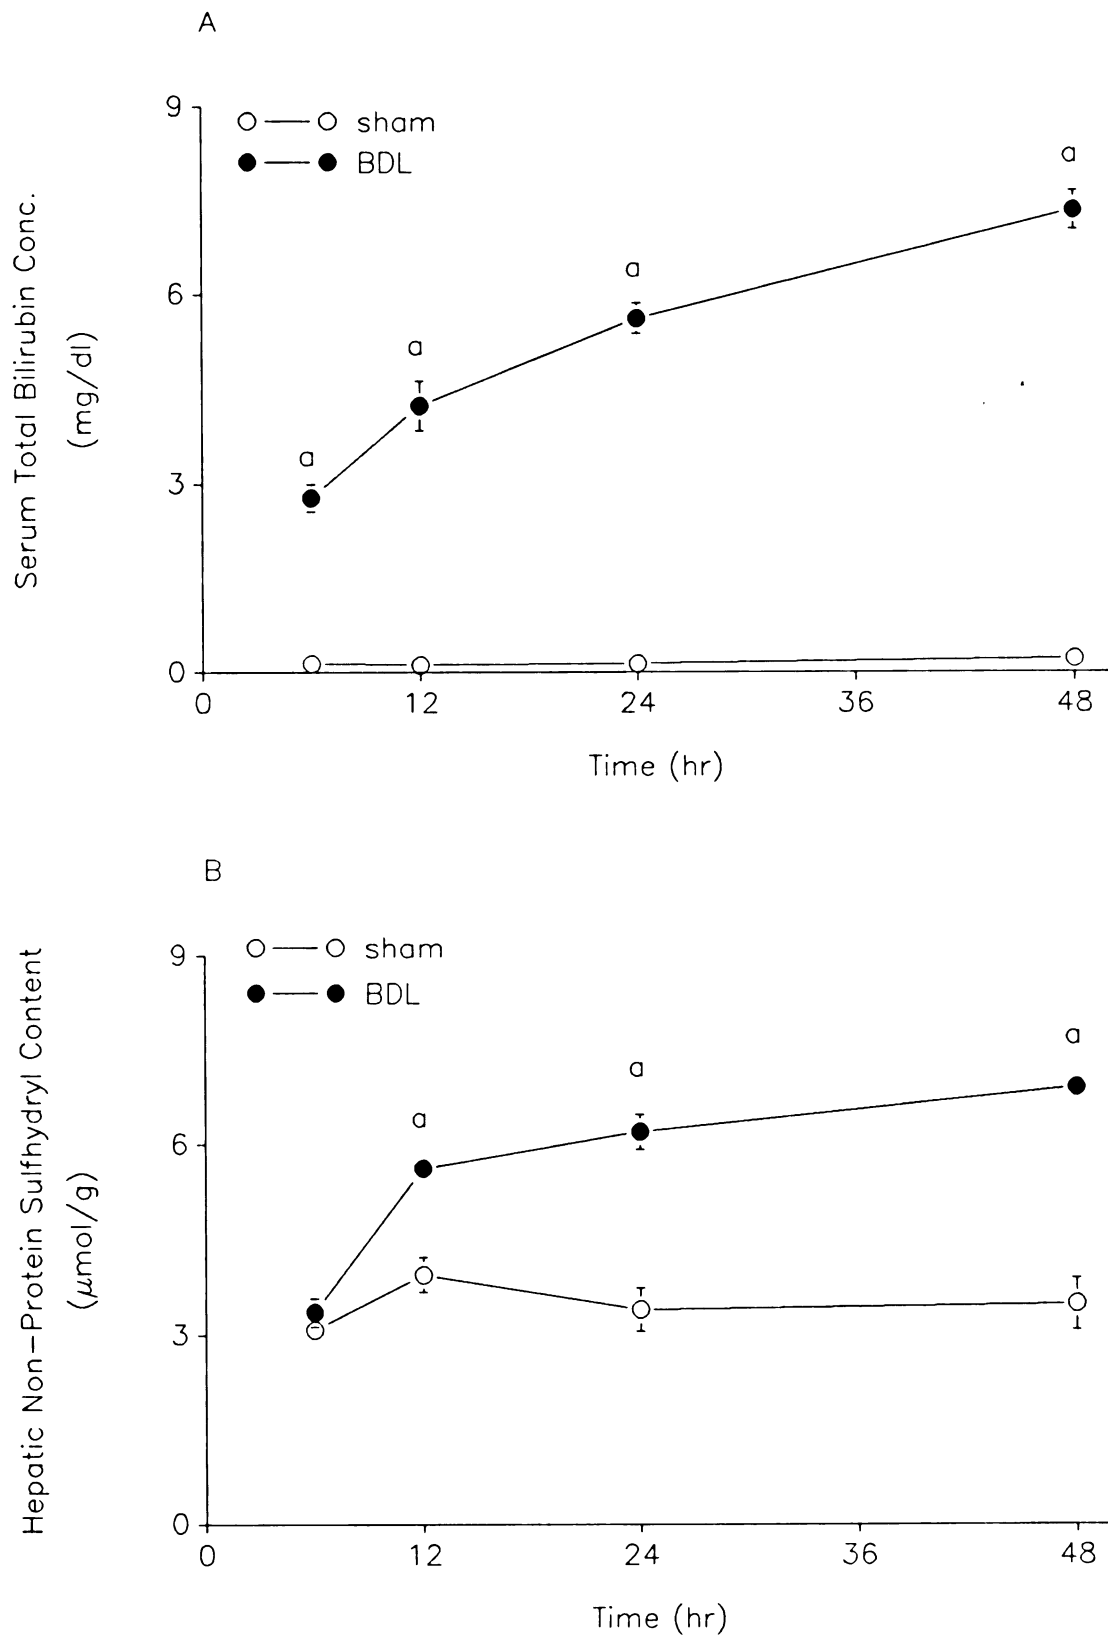 A
9
sham
BDL
a
a
6
a
a
3
0
0 12 24 36 48
Time (hr)
Serum Total Bilirubin Conc.
(mg/dl)
B
9
sham
BDL
a
a
a
6
3
0
0 12 24 36 48
Time (hr)
Hepatic Non-Protein Sulfhydryl Content
(μmol/g)